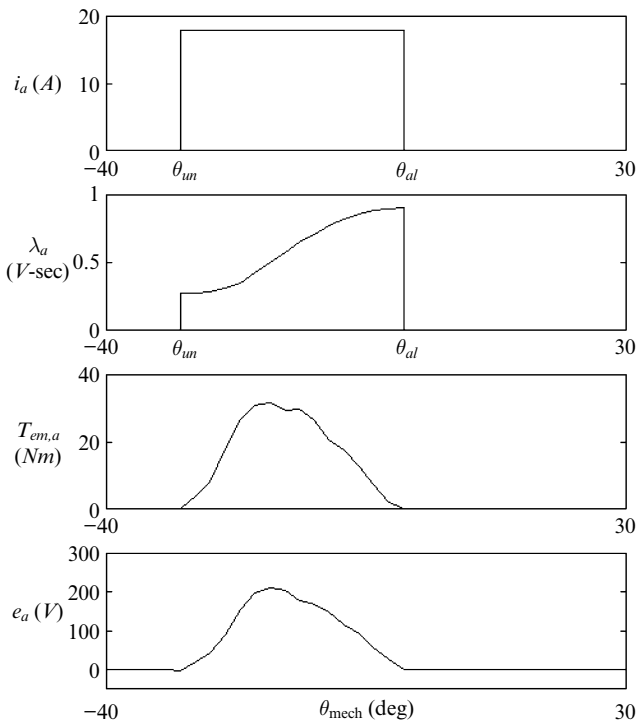 20
i_a (A)
10
0
−40 θ_un θ_al 30
1
λ_a
(V-sec)
0.5
0
−40 θ_un θ_al 30
40
T_em,a
(Nm)
20
0
−40 30
300
200
e_a (V)
100
0
−40 θ_mech (deg) 30